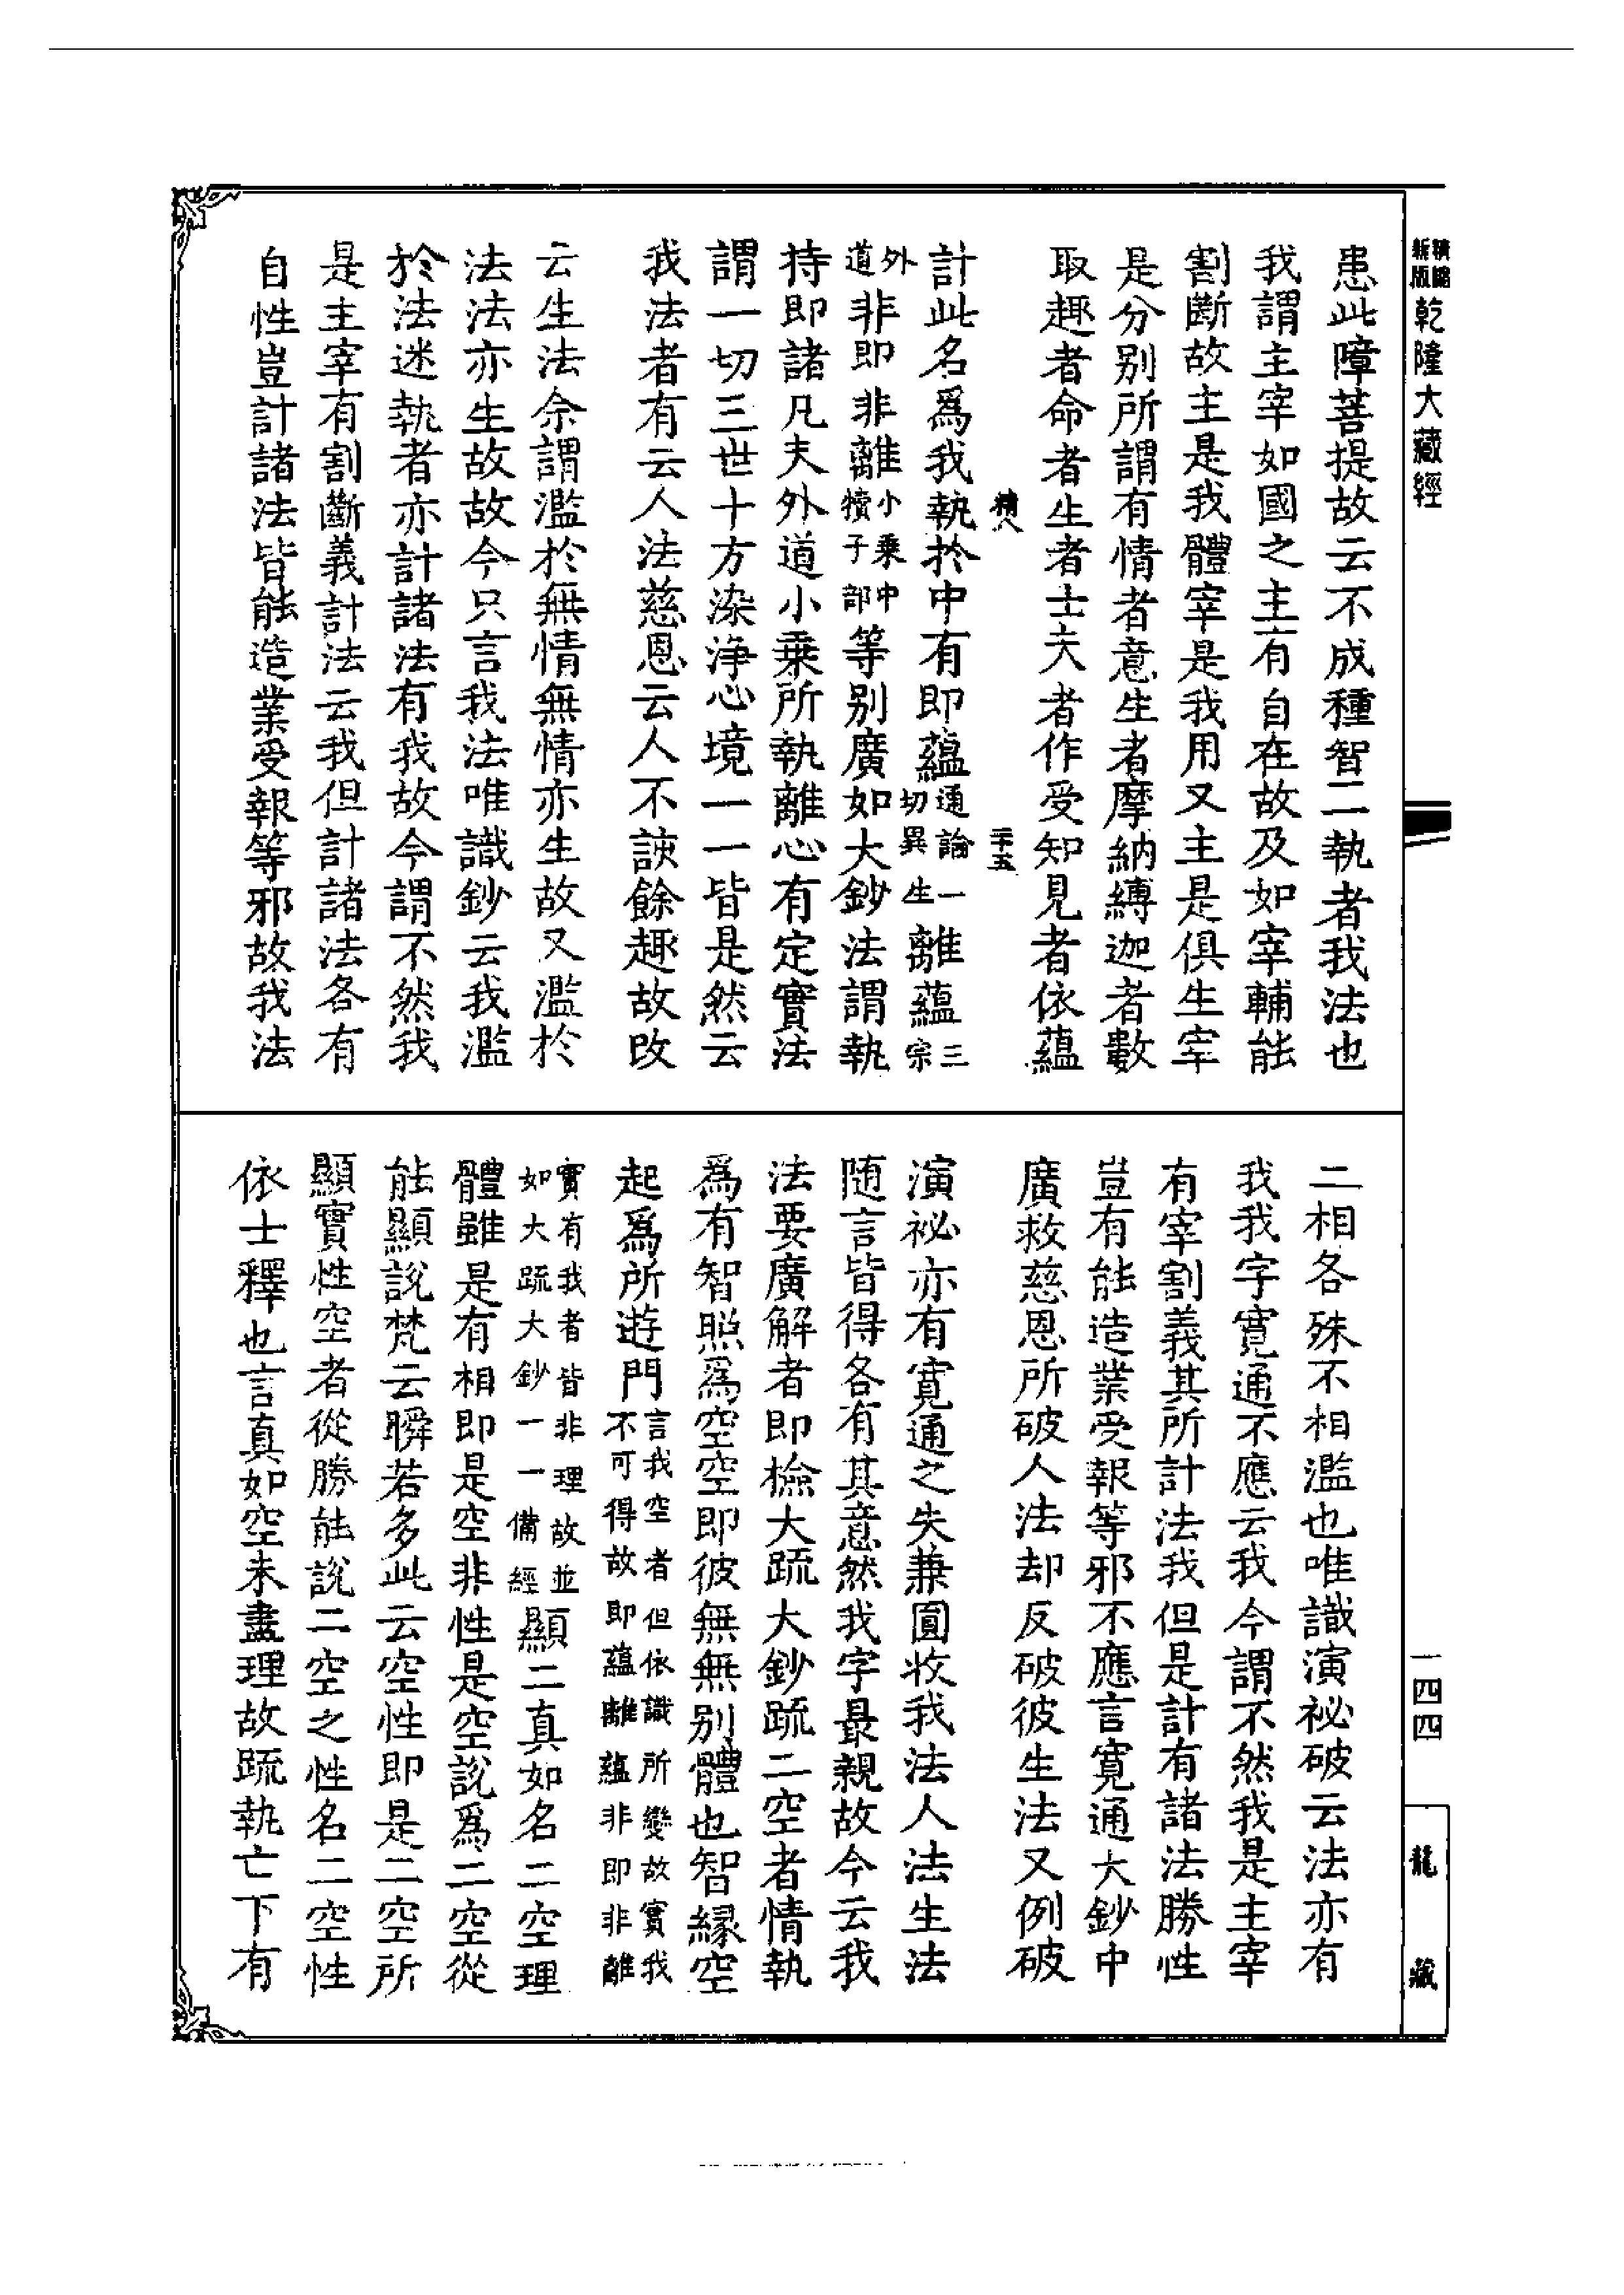 精縮新版乾隆大藏經
患此障菩提故云不成種智二執者我法也
我謂主宰如國之主有自在故及如宰輔能
割斷故主是我體宰是我用又主是俱生宰
是分别所謂有情者意生者摩納縛迦者數
取趣者命者生者士夫者作受知見者依蘊
計此名爲我執於中有即蘊通論一切異生離蘊三宗
外道非即非離小乘中犢子部等别廣如大鈔法謂執
持即諸凡夫外道小乗所執離心有定實法
謂一切三世十方染淨心境一一皆是然云
我法者有云人法慈恩云人不該餘趣故改
云生法余謂濫於無情無情亦生故又濫於
法法亦生故故今只言我法唯識鈔云我濫
於法迷執者亦計諸法有我故今謂不然我
是主宰有割斷義計法云我但計諸法各有
自性豈計諸法皆能造業受報等邪故我法
二相各殊不相濫也唯識演祕破云法亦有
我我字寛通不應云我今謂不然我是主宰
有宰割義其所計法我但是計有諸法勝性
豈有能造業受報等邪不應言寛通大鈔中
廣救慈恩所破人法却反破彼生法又例破
演祕亦有寛通之失兼圓收我法人法生法
随言皆得各有其意然我字最親故今云我
法要廣解者即檢大疏大鈔疏二空者情執
爲有智照爲空空即彼無無别體也智緣空
起爲所遊門言我空者但依識所變故實我不可得故即蘊離蘊非即非離
實有我者皆非理故並如大疏大鈔一一備經顯二真如名二空理
體雖是有相即是空非性是空說爲二空從
能顯說梵云瞬若多此云空性即是二空所
顯實性空者從勝能說二空之性名二空性
依士釋也言真如空未盡理故疏執亡下有
一四四
龍藏